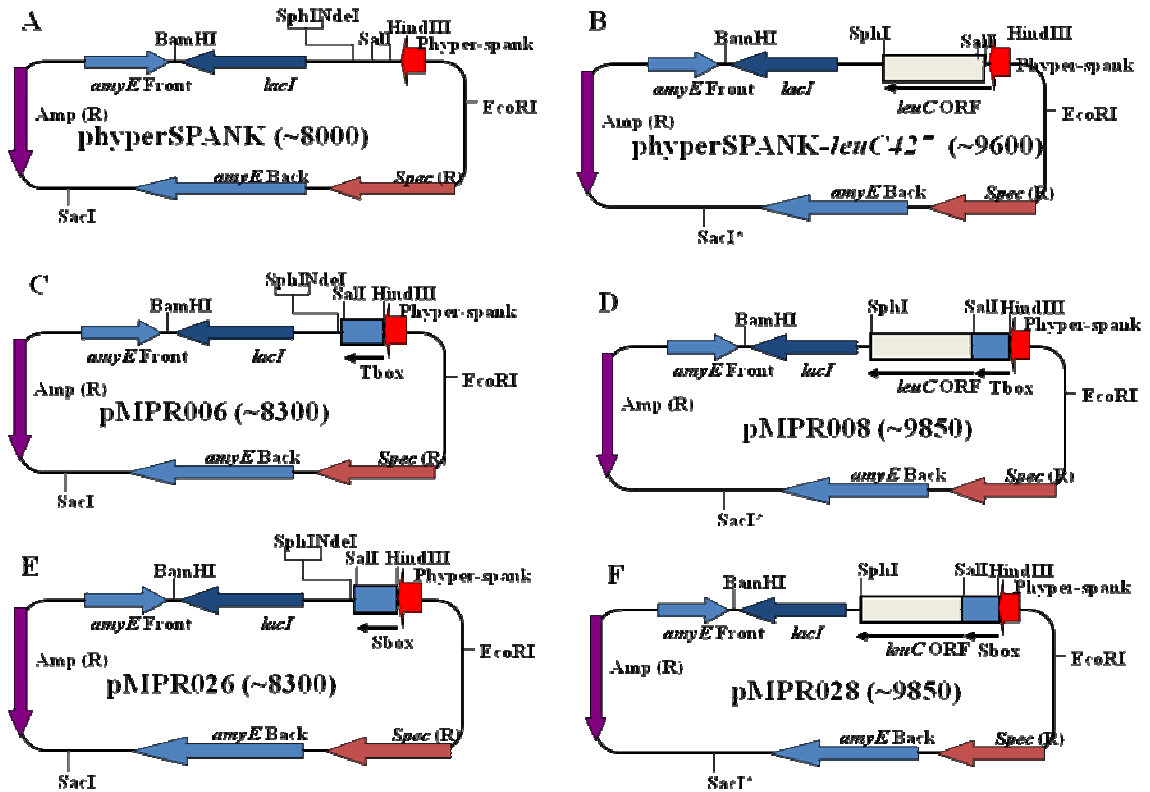 A
SphI NdeI
BamHI
SalI
HindIII
Phyper-spank
amyE Front
lacI
EcoRI
Amp (R)
phyperSPANK (~8000)
amyE Back
Spec (R)
SacI
B
SphI
HindIII
BamHI
SalI
Phyper-spank
amyE Front
lacI
leuC ORF
EcoRI
Amp (R)
phyperSPANK-leuC42⁻ (~9600)
amyE Back
Spec (R)
SacI*
C
SphI NdeI
BamHI
SalI HindIII
Phyper-spank
amyE Front
lacI
Tbox
EcoRI
Amp (R)
pMPR006 (~8300)
amyE Back
Spec (R)
SacI
D
SphI
SalI HindIII
BamHI
Phyper-spank
amyE Front
lacI
leuC ORF
Tbox
EcoRI
Amp (R)
pMPR008 (~9850)
amyE Back
Spec (R)
SacI*
E
SphI NdeI
BamHI
SalI HindIII
Phyper-spank
amyE Front
lacI
Sbox
EcoRI
Amp (R)
pMPR026 (~8300)
amyE Back
Spec (R)
SacI
F
SphI
SalI HindIII
BamHI
Phyper-spank
amyE Front
lacI
leuC ORF
Sbox
EcoRI
Amp (R)
pMPR028 (~9850)
amyE Back
Spec (R)
SacI*